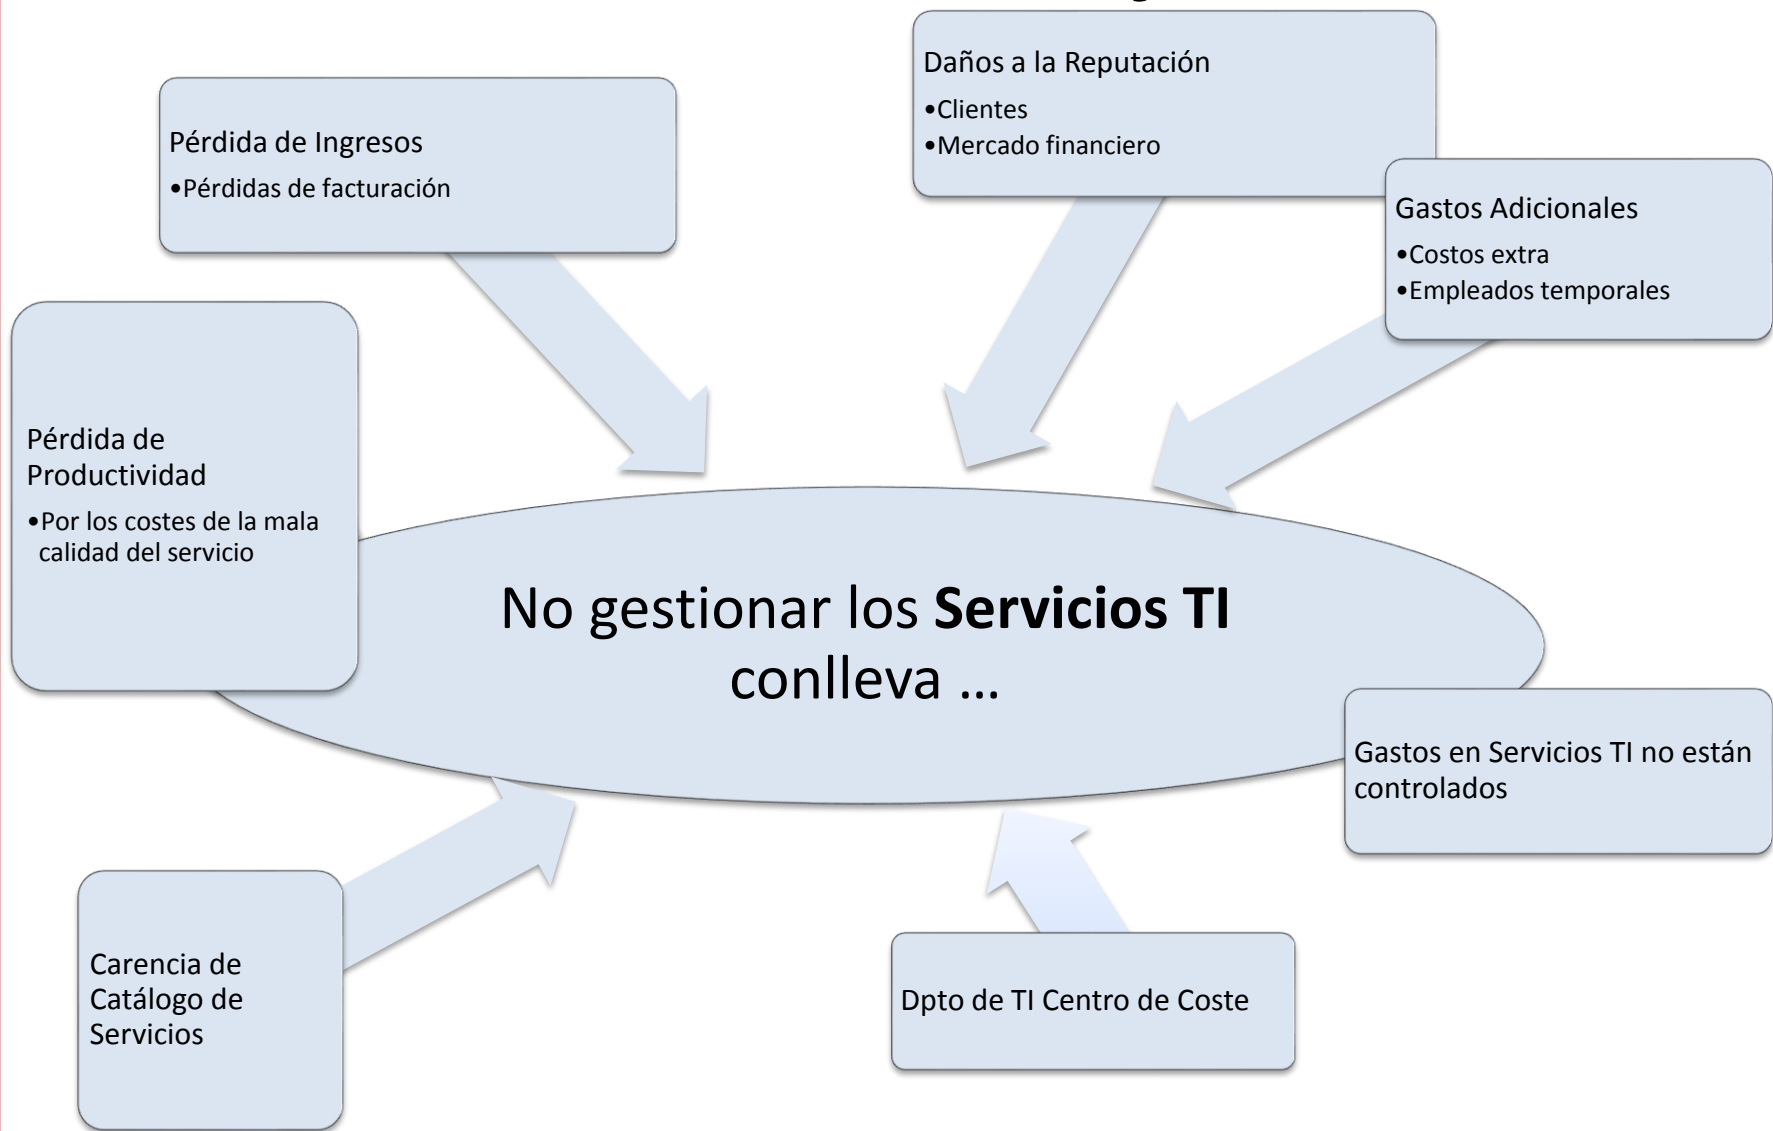 Daños a la Reputación
•Clientes
•Mercado financiero
Pérdida de Ingresos
•Pérdidas de facturación
Gastos Adicionales
•Costos extra
•Empleados temporales
Pérdida de
Productividad
•Por los costes de la mala
calidad del servicio
No gestionar los Servicios TI
conlleva ...
Gastos en Servicios TI no están
controlados
Carencia de
Catálogo de
Servicios
Dpto de TI Centro de Coste